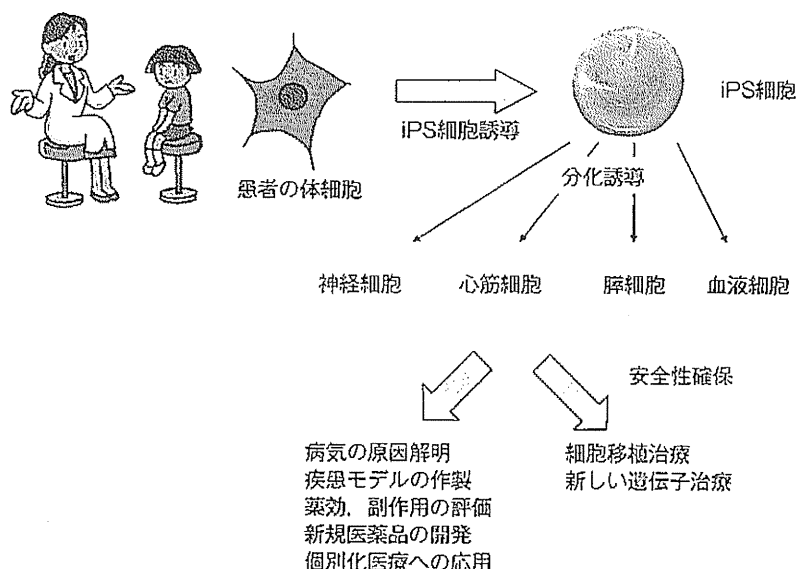 iPS細胞
iPS細胞誘導
患者の体細胞
分化誘導
神経細胞
心筋細胞
膵細胞
血液細胞
安全性確保
病気の原因解明
疾患モデルの作製
薬効，副作用の評価
新規医薬品の開発
個別化医療への応用
細胞移植治療
新しい遺伝子治療